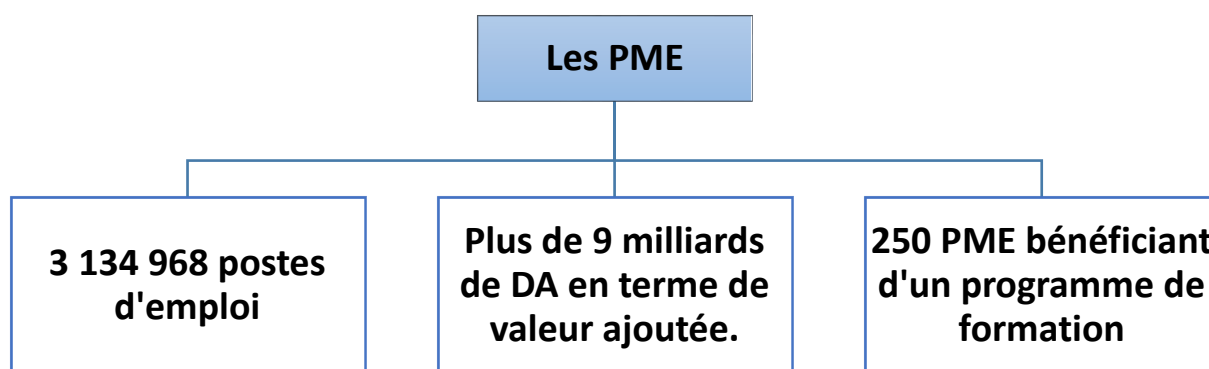 Les PME
3 134 968 postes
d'emploi
Plus de 9 milliards
de DA en terme de
valeur ajoutée.
250 PME bénéficiant
d'un programme de
formation